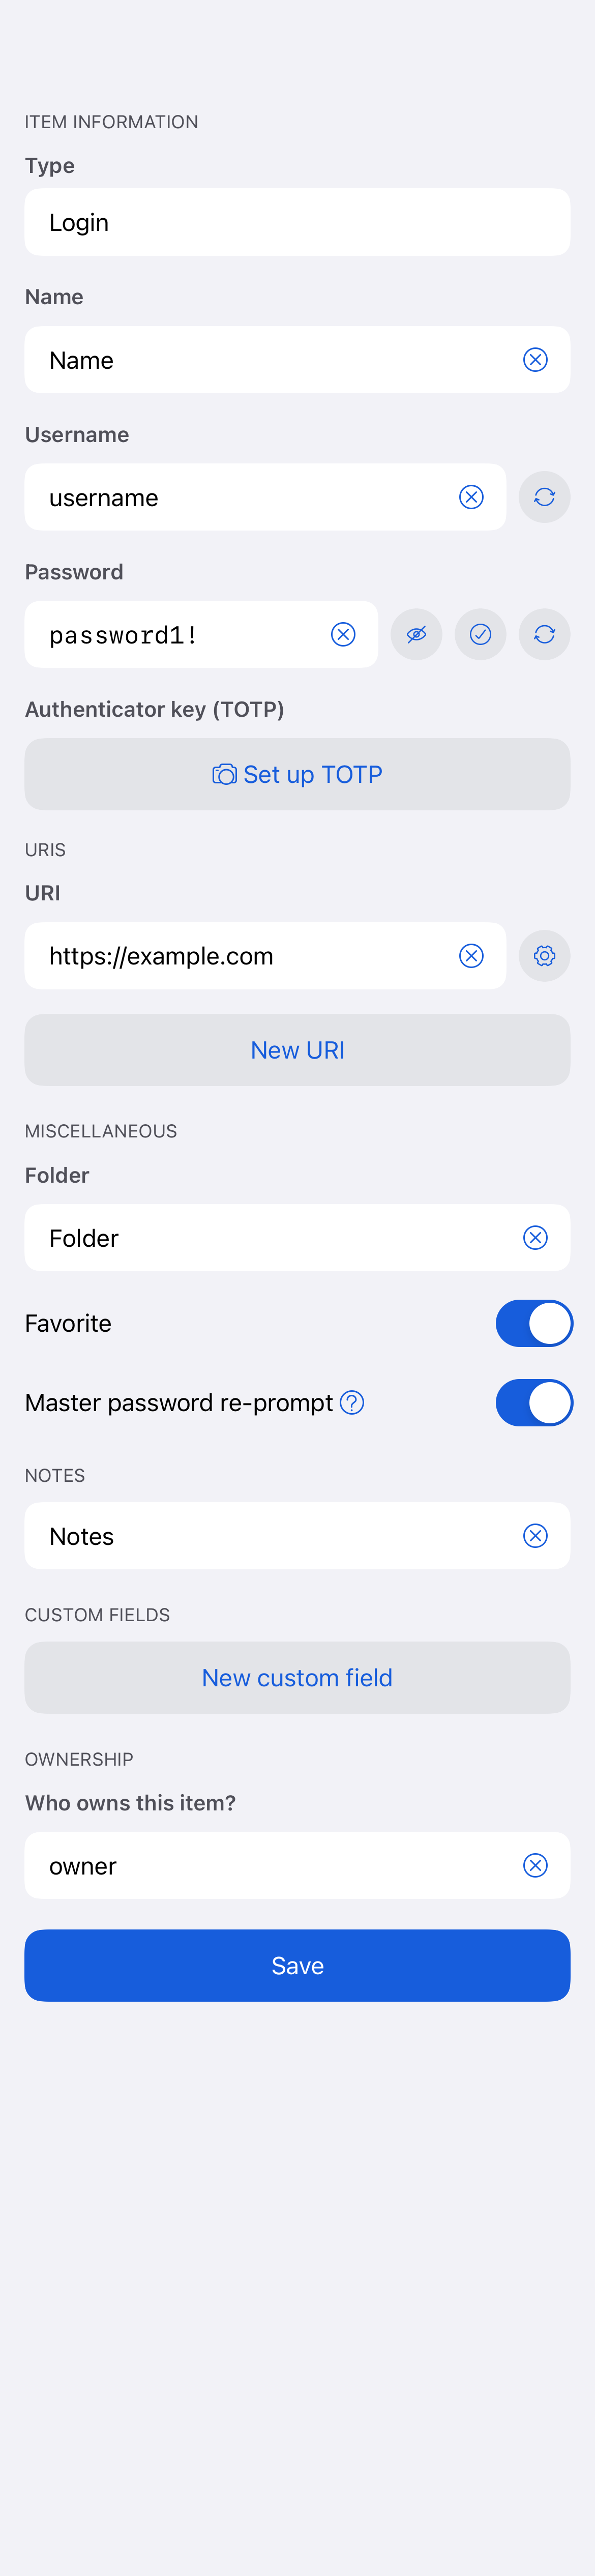 ITEM INFORMATION
Type
Login
Name
Name
Username
username
Password
password1!
Authenticator key (TOTP)
Set up TOTP
URIS
URI
https://example.com
New URI
MISCELLANEOUS
Folder
Folder
Favorite
Master password re-prompt
NOTES
Notes
CUSTOM FIELDS
New custom field
OWNERSHIP
Who owns this item?
owner
Save